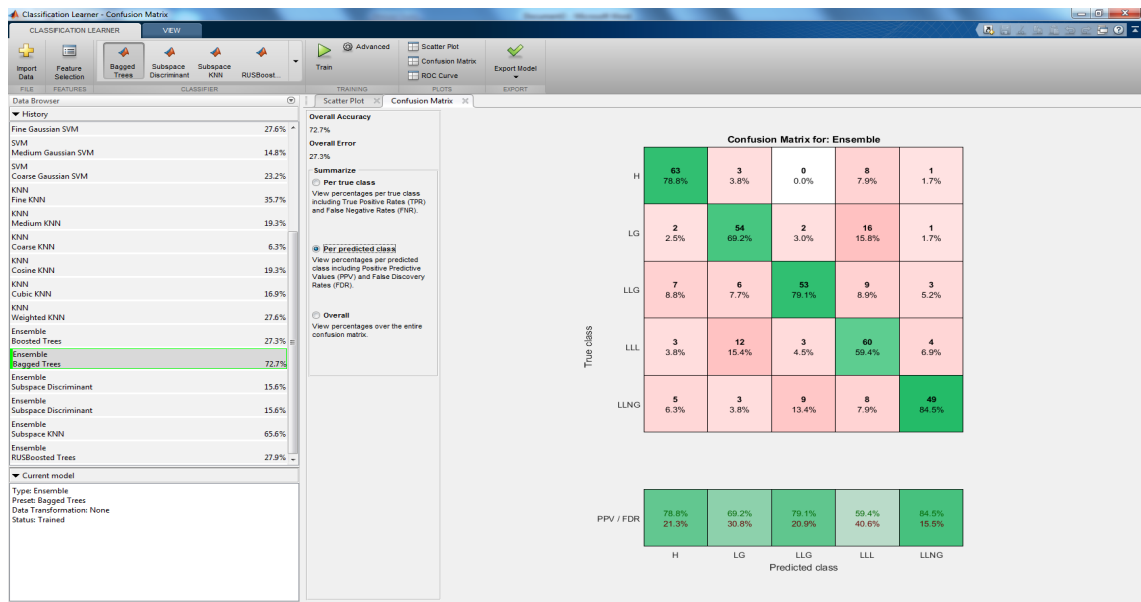 Classification Learner - Confusion Matrix
CLASSIFICATION LEARNER VIEW
Import Data
Feature Selection
Bagged Trees
Subspace Discriminant
Subspace KNN
RUSBoost...
Train
Advanced
Scatter Plot
Confusion Matrix
ROC Curve
Export Model
FILE FEATURES CLASSIFIER TRAINING PLOTS EXPORT
Data Browser
Scatter Plot Confusion Matrix
History
Fine Gaussian SVM 27.6%
SVM
Medium Gaussian SVM 14.8%
SVM
Coarse Gaussian SVM 23.2%
KNN
Fine KNN 35.7%
KNN
Medium KNN 19.3%
KNN
Coarse KNN 6.3%
KNN
Cosine KNN 19.3%
KNN
Cubic KNN 16.9%
KNN
Weighted KNN 27.6%
Ensemble
Boosted Trees 27.3%
Ensemble
Bagged Trees 72.7%
Ensemble
Subspace Discriminant 15.6%
Ensemble
Subspace Discriminant 15.6%
Ensemble
Subspace KNN 65.6%
Ensemble
RUSBoosted Trees 27.9%
Current model
Type: Ensemble
Preset: Bagged Trees
Data Transformation: None
Status: Trained
Overall Accuracy
72.7%
Overall Error
27.3%
Summarize
Per true class
View percentages per true class
including True Positive Rates (TPR)
and False Negative Rates (FNR).
Per predicted class
View percentages per predicted
class including Positive Predictive
Values (PPV) and False Discovery
Rates (FDR).
Overall
View percentages over the entire
confusion matrix.
Confusion Matrix for: Ensemble
True class
H 63 3 0 8 1
78.8% 3.8% 0.0% 7.9% 1.7%
LG 2 54 2 16 1
2.5% 69.2% 3.0% 15.8% 1.7%
LLG 7 6 53 9 3
8.8% 7.7% 79.1% 8.9% 5.2%
LLL 3 12 3 60 4
3.8% 15.4% 4.5% 59.4% 6.9%
LLNG 5 3 9 8 49
6.3% 3.8% 13.4% 7.9% 84.5%
PPV / FDR 78.8% 69.2% 79.1% 59.4% 84.5%
21.3% 30.8% 20.9% 40.6% 15.5%
H LG LLG LLL LLNG
Predicted class